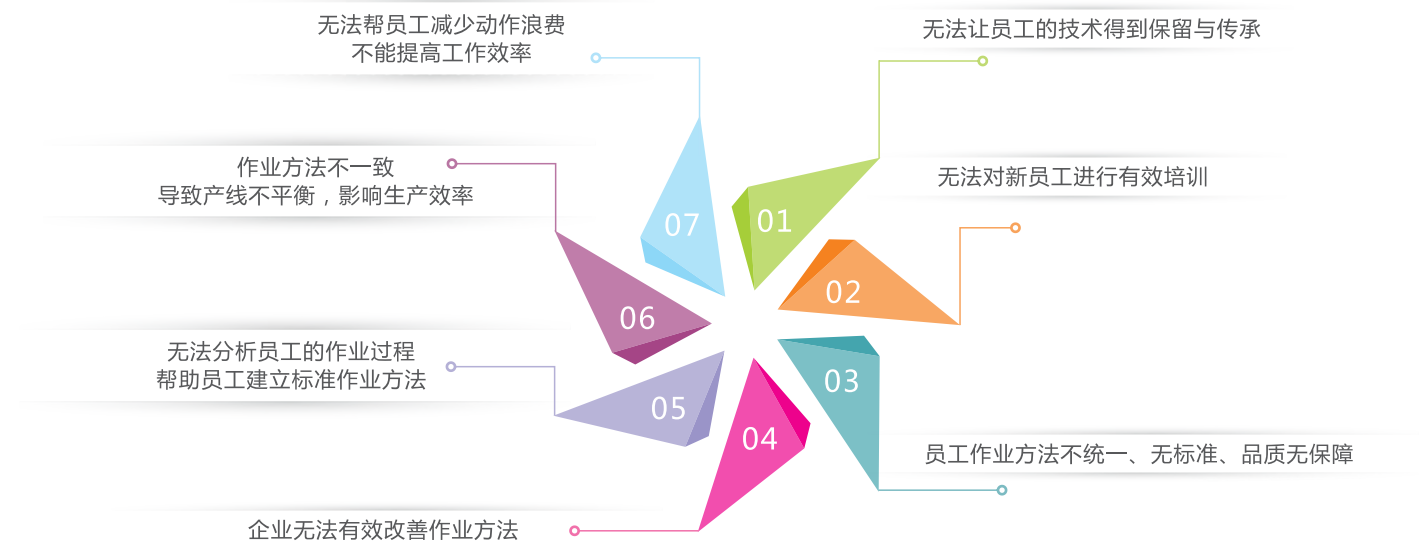 无法让员工的技术得到保留与传承
01
无法对新员工进行有效培训
02
员工作业方法不统一、无标准、品质无保障
03
企业无法有效改善作业方法
04
无法分析员工的作业过程
帮助员工建立标准作业方法
05
作业方法不一致
导致产线不平衡，影响生产效率
06
无法帮员工减少动作浪费
不能提高工作效率
07